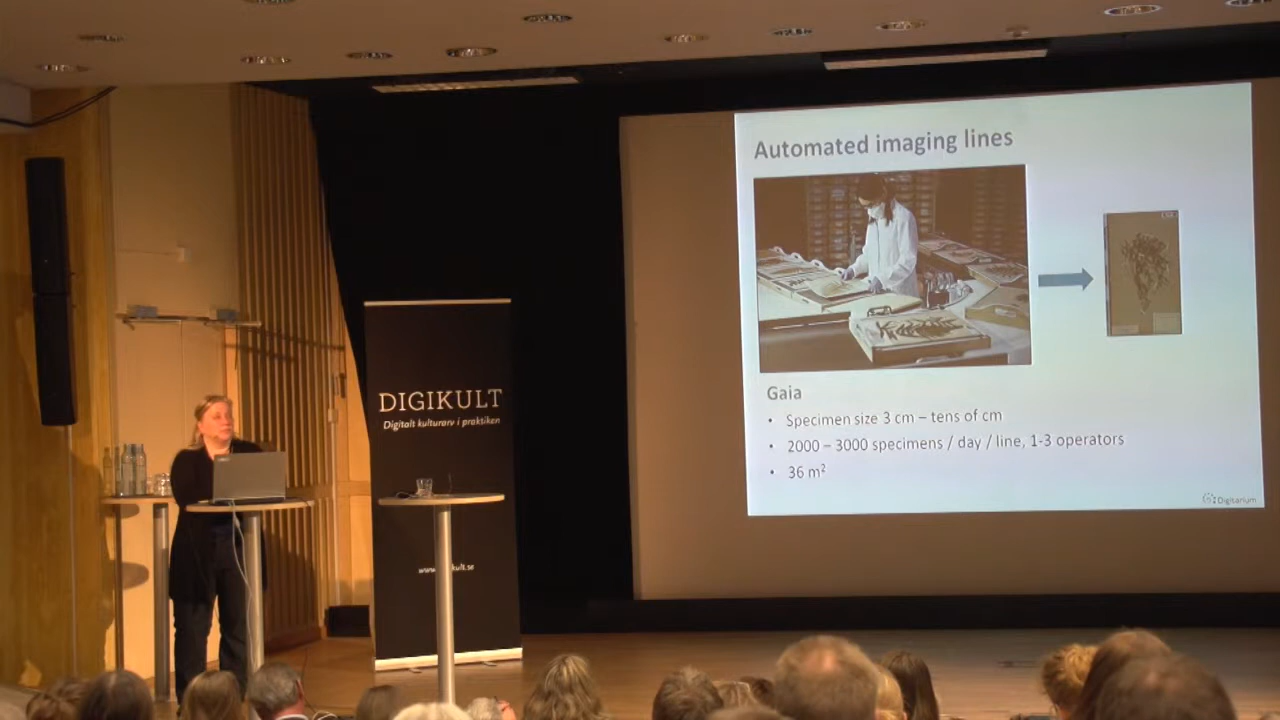 Automated imaging lines
Gaia
• Specimen size 3 cm – tens of cm
• 2000 – 3000 specimens / day / line, 1-3 operators
• 36 m²
Digitarium
DIGIKULT
Digitalt kulturarv i praktiken